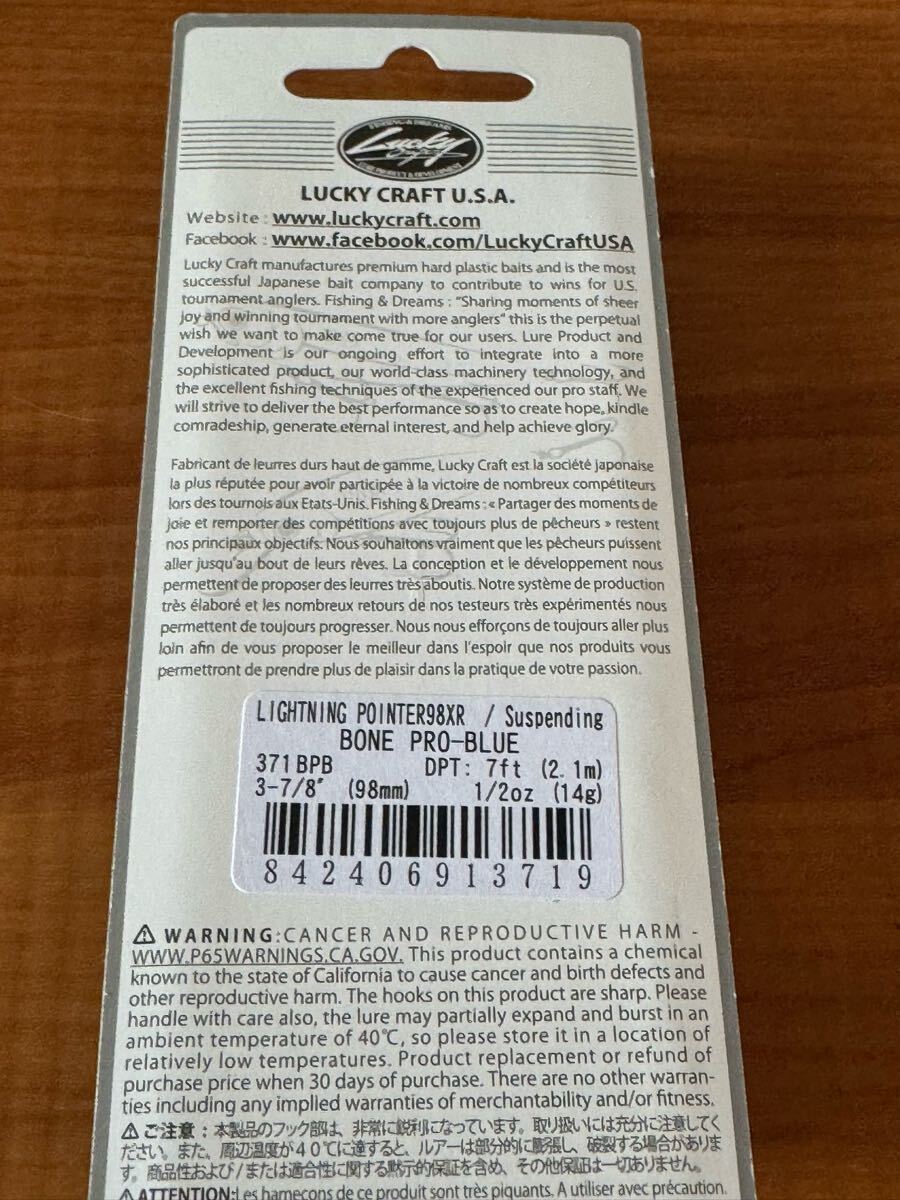 FISHING & DREAMS
Lucky
Craft
LURE PRODUCT & DEVELOPMENT
LUCKY CRAFT U.S.A.
Website : www.luckycraft.com
Facebook : www.facebook.com/LuckyCraftUSA
Lucky Craft manufactures premium hard plastic baits and is the most
successful Japanese bait company to contribute to wins for U.S.
tournament anglers. Fishing & Dreams : "Sharing moments of sheer
joy and winning tournament with more anglers" this is the perpetual
wish we want to make come true for our users. Lure Product and
Development is our ongoing effort to integrate into a more
sophisticated product, our world-class machinery technology, and
the excellent fishing techniques of the experienced our pro staff. We
will strive to deliver the best performance so as to create hope, kindle
comradeship, generate eternal interest, and help achieve glory.
Fabricant de leurres durs haut de gamme, Lucky Craft est la société japonaise
la plus réputée pour avoir participée à la victoire de nombreux compétiteurs
lors des tournois aux Etats-Unis. Fishing & Dreams : « Partager des moments de
joie et remporter des compétitions avec toujours plus de pêcheurs » restent
nos principaux objectifs. Nous souhaitons vraiment que les pêcheurs puissent
aller jusqu'au bout de leurs rêves. La conception et le développement nous
permettent de proposer des leurres très aboutis. Notre système de production
très élaboré et les nombreux retours de nos testeurs très expérimentés nous
permettent de toujours progresser. Nous nous efforçons de toujours aller plus
loin afin de vous proposer le meilleur dans l'espoir que nos produits vous
permettront de prendre plus de plaisir dans la pratique de votre passion.
LIGHTNING POINTER98XR / Suspending
BONE PRO-BLUE
371BPB DPT: 7ft (2.1m)
3-7/8" (98mm) 1/2oz (14g)
842406913719
⚠ WARNING:CANCER AND REPRODUCTIVE HARM -
WWW.P65WARNINGS.CA.GOV. This product contains a chemical
known to the state of California to cause cancer and birth defects and
other reproductive harm. The hooks on this product are sharp. Please
handle with care also, the lure may partially expand and burst in an
ambient temperature of 40℃, so please store it in a location of
relatively low temperatures. Product replacement or refund of
purchase price when 30 days of purchase. There are no other warran-
ties including any implied warranties of merchantability and/or fitness.
⚠ ご注意：本製品のフック部は、非常に鋭利になっています。取り扱いには充分に注意してく
ださい。また、周辺温度が４０℃に達すると、ルアーは部分的に膨張し、破裂する場合がありま
す。商品性および/または適合性に関する黙示的保証を含め、その他保証は一切ありません。
⚠ ATTENTION:Les hameçons de ce produit sont très piquants. A utiliser avec précaution.